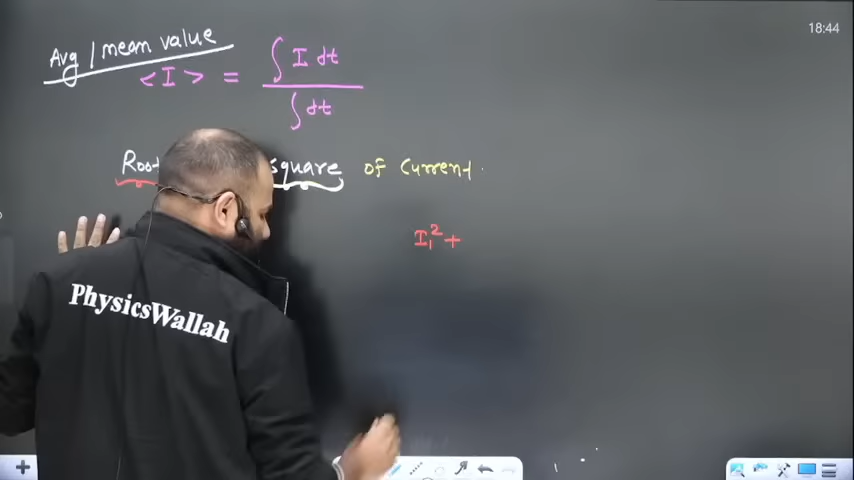 18:44
Avg / mean value
<I> = ∫ I dt / ∫ dt
Root square of Current
I₁² +
PhysicsWallah